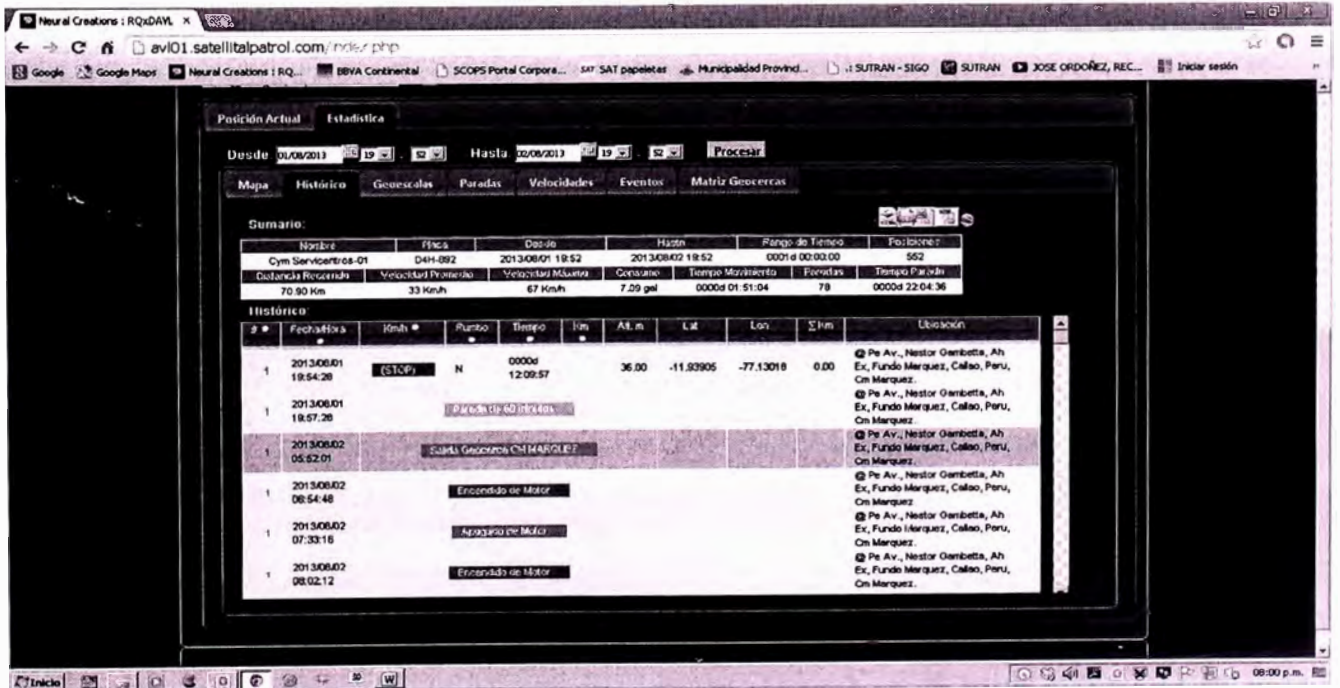 Neural Creations : RQxDAVL ×
avl01.satellitalpatrol.com/index.php
Google Google Maps Neural Creations : RQ... BBVA Continental SCOPS Portal Corpora... SAT SAT papeletas Municipalidad Provinci... .: SUTRAN - SIGO SUTRAN JOSE ORDOÑEZ, REC... Iniciar sesión
Posición Actual Estadística
Desde 01/08/2013 19 : 52 Hasta 02/08/2013 19 : 52 Procesar
Mapa Histórico Geoescalas Paradas Velocidades Eventos Matriz Geocercas
Sumario:
Nombre Placa Desde Hasta Rango de Tiempo Posiciones
Cym Servicentros-01 D4H-892 2013/08/01 19:52 2013/08/02 19:52 0001d 00:00:00 552
Distancia Recorrida Velocidad Promedio Velocidad Máxima Consumo Tiempo Movimiento Paradas Tiempo Parada
70.90 Km 33 Km/h 67 Km/h 7.09 gal 0000d 01:51:04 78 0000d 22:04:36
Histórico:
# Fecha/Hora Km/h Rumbo Tiempo Km Alt. m Lat Lon ∑ Km Ubicación
1 2013/08/01 19:54:28 (STOP) N 0000d 12:09:57 36.00 -11.93905 -77.13016 0.00 @ Pe Av., Nestor Gambetta, Ah
Ex, Fundo Marquez, Callao, Peru,
Cm Marquez.
1 2013/08/01 19:57:28 Parada de 60 minutos @ Pe Av., Nestor Gambetta, Ah
Ex, Fundo Marquez, Callao, Peru,
Cm Marquez.
1 2013/08/02 05:52:01 Salida Geocerca CM MARQUEZ @ Pe Av., Nestor Gambetta, Ah
Ex, Fundo Marquez, Callao, Peru,
Cm Marquez.
1 2013/08/02 06:54:48 Encendido de Motor @ Pe Av., Nestor Gambetta, Ah
Ex, Fundo Marquez, Callao, Peru,
Cm Marquez.
1 2013/08/02 07:33:16 Apagado de Motor @ Pe Av., Nestor Gambetta, Ah
Ex, Fundo Marquez, Callao, Peru,
Cm Marquez.
1 2013/08/02 08:02:12 Encendido de Motor @ Pe Av., Nestor Gambetta, Ah
Ex, Fundo Marquez, Callao, Peru,
Cm Marquez.
Inicio 08:00 p.m.